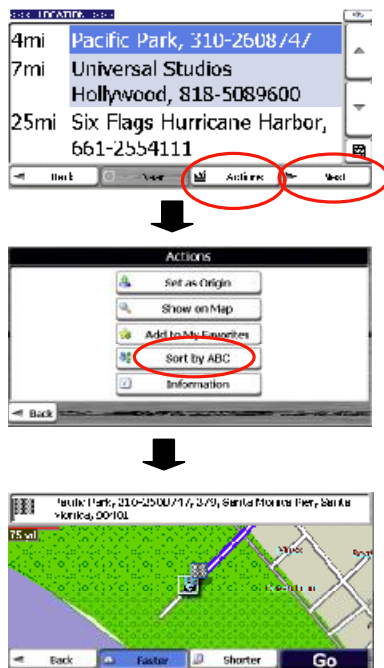 LOCATION
4mi Pacific Park, 310-2608747
7mi Universal Studios
Hollywood, 818-5089600
25mi Six Flags Hurricane Harbor,
661-2554111
Back Near Actions Next
Actions
Set as Origin
Show on Map
Add to My Favorites
Sort by ABC
Information
Back
Pacific Park, 310-2608747, 379, Santa Monica Pier, Santa
Monica, 90401
Back Faster Shorter Go